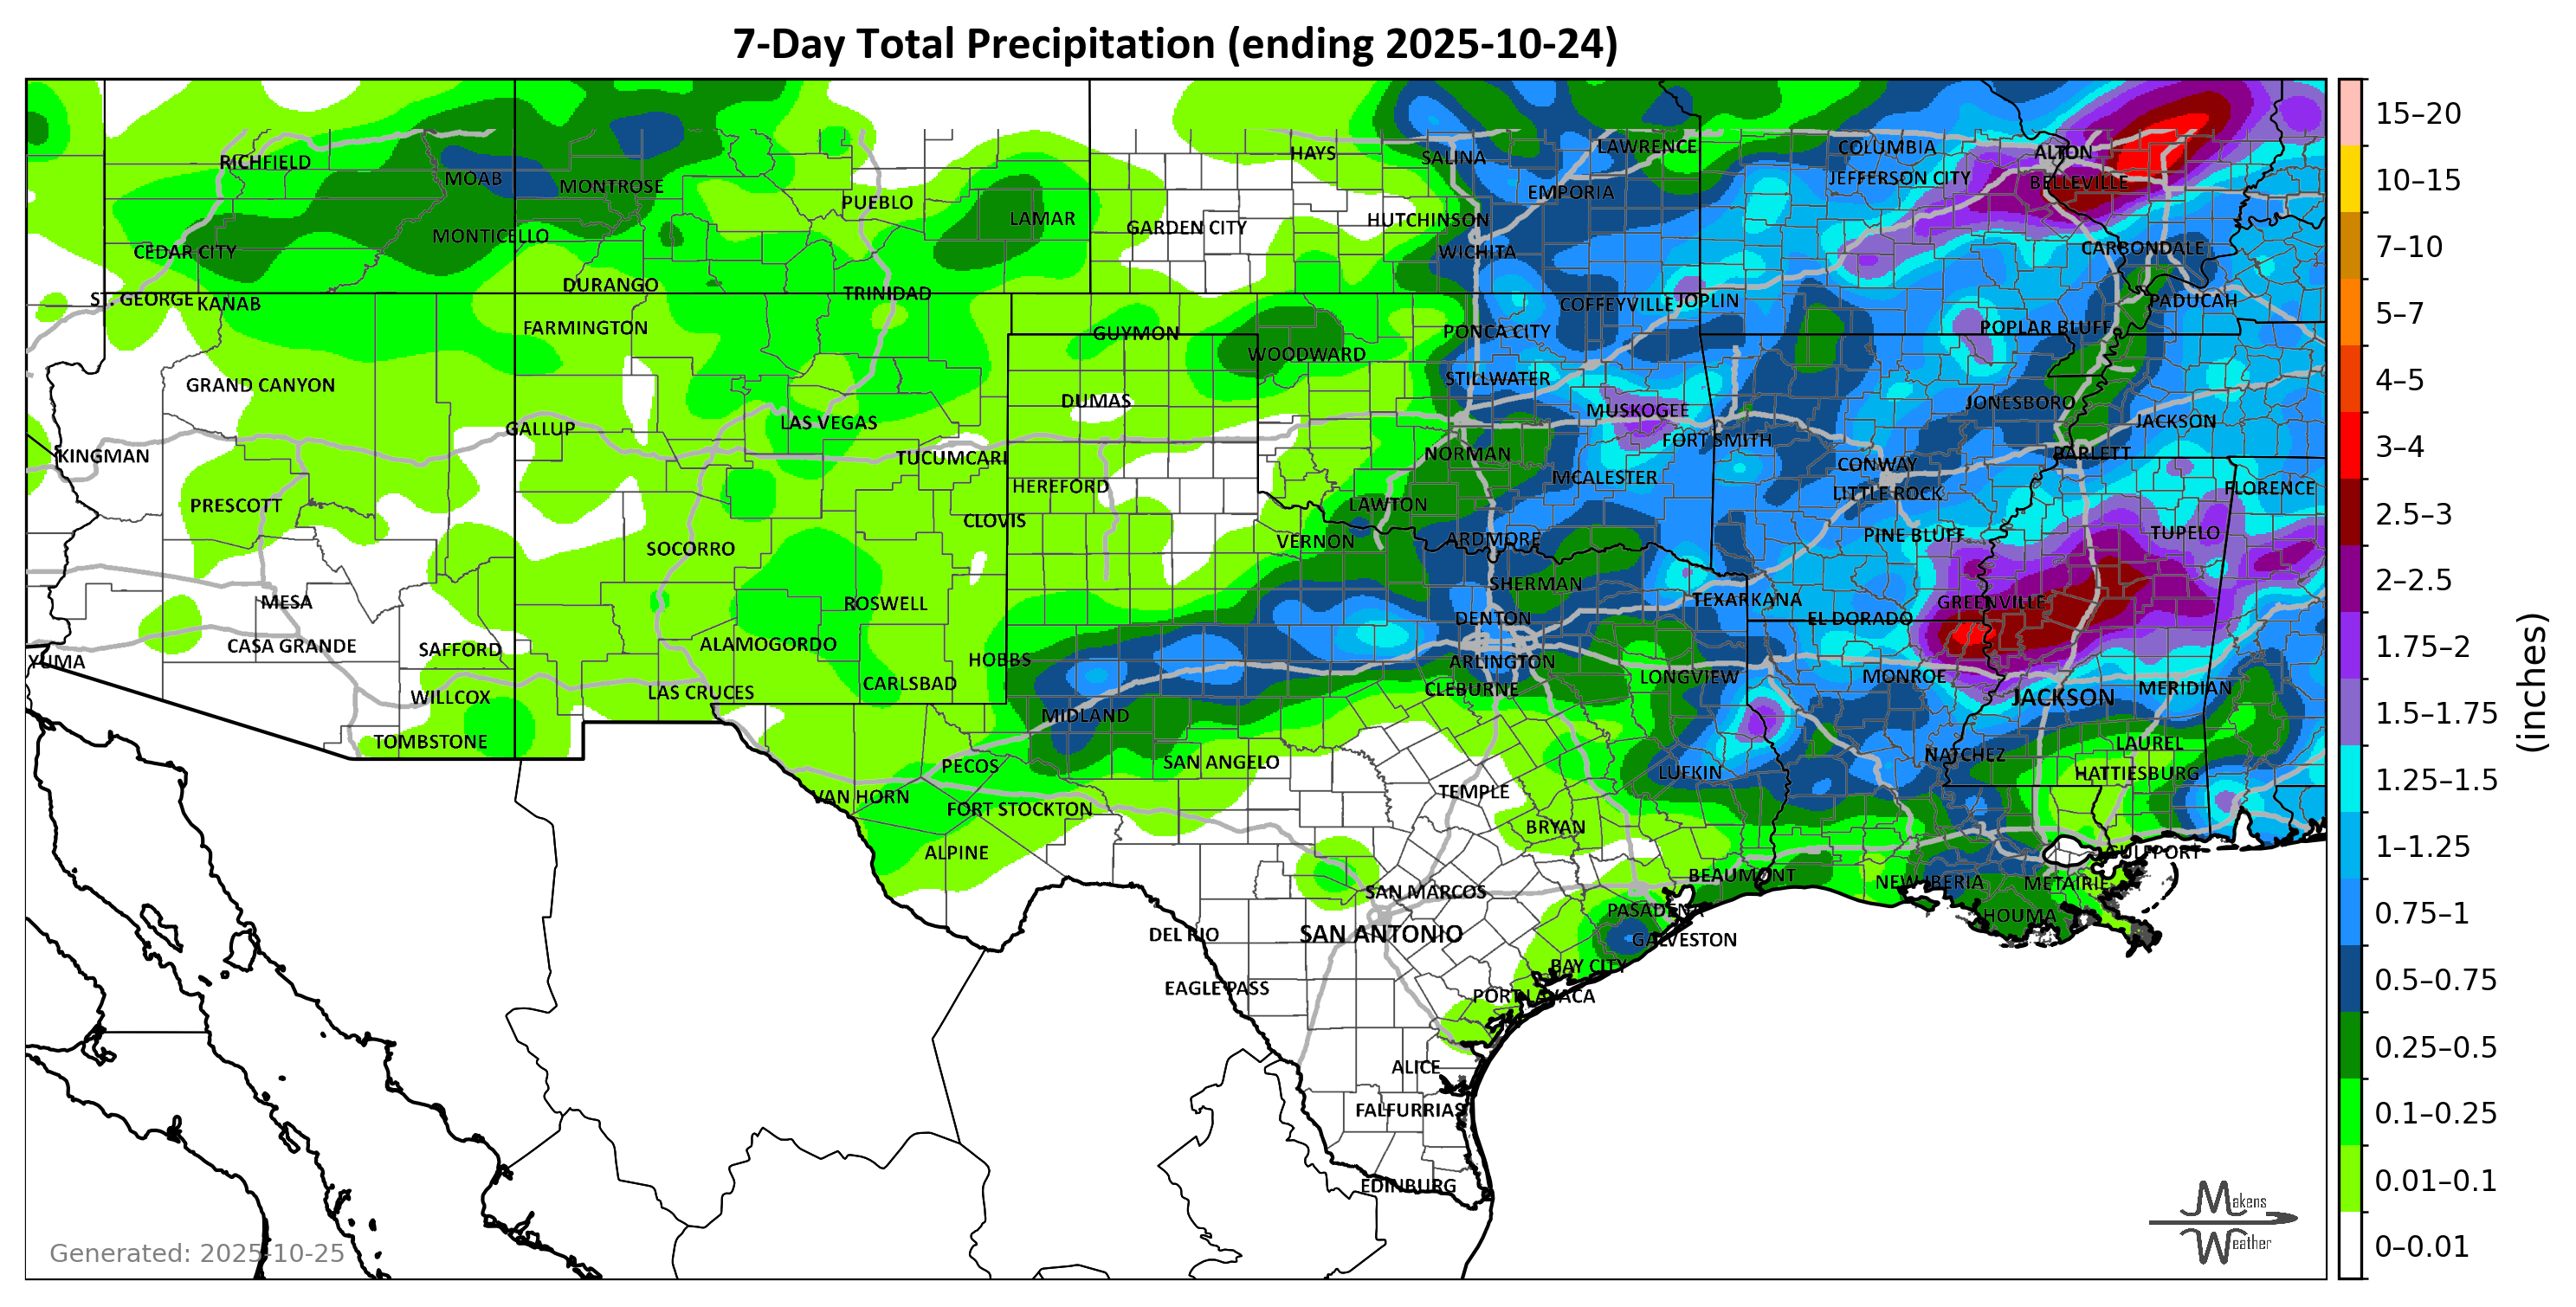 7-Day Total Precipitation (ending 2025-10-24)
RICHFIELD
MOAB
MONTROSE
PUEBLO
LAMAR
GARDEN CITY
HAYS
SALINA
LAWRENCE
EMPORIA
HUTCHINSON
WICHITA
COLUMBIA
JEFFERSON CITY
ALTON
BELLEVILLE
CARBONDALE
CEDAR CITY
MONTICELLO
DURANGO
TRINIDAD
ST. GEORGE
KANAB
FARMINGTON
GUYMON
WOODWARD
PONCA CITY
COFFEYVILLE
JOPLIN
POPLAR BLUFF
PADUCAH
GRAND CANYON
GALLUP
LAS VEGAS
DUMAS
STILLWATER
MUSKOGEE
FORT SMITH
JONESBORO
JACKSON
KINGMAN
TUCUMCARI
NORMAN
MCALESTER
CONWAY
BARLETT
PRESCOTT
HEREFORD
LAWTON
LITTLE ROCK
FLORENCE
CLOVIS
SOCORRO
VERNON
ARDMORE
PINE BLUFF
TUPELO
MESA
ROSWELL
SHERMAN
DENTON
TEXARKANA
EL DORADO
GREENVILLE
CASA GRANDE
SAFFORD
ALAMOGORDO
HOBBS
ARLINGTON
YUMA
WILLCOX
LAS CRUCES
CARLSBAD
CLEBURNE
LONGVIEW
MONROE
JACKSON
MERIDIAN
TOMBSTONE
MIDLAND
PECOS
SAN ANGELO
LUFKIN
NATCHEZ
LAUREL
HATTIESBURG
VAN HORN
FORT STOCKTON
TEMPLE
BRYAN
ALPINE
SAN MARCOS
BEAUMONT
NEW IBERIA
GULFPORT
METAIRIE
HOUMA
DEL RIO
SAN ANTONIO
PASADENA
GALVESTON
BAY CITY
EAGLE PASS
PORT LAVACA
ALICE
FALFURRIAS
EDINBURG
Generated: 2025-10-25
Makens
Weather
15–20
10–15
7–10
5–7
4–5
3–4
2.5–3
2–2.5
1.75–2
1.5–1.75
1.25–1.5
1–1.25
0.75–1
0.5–0.75
0.25–0.5
0.1–0.25
0.01–0.1
0–0.01
(inches)